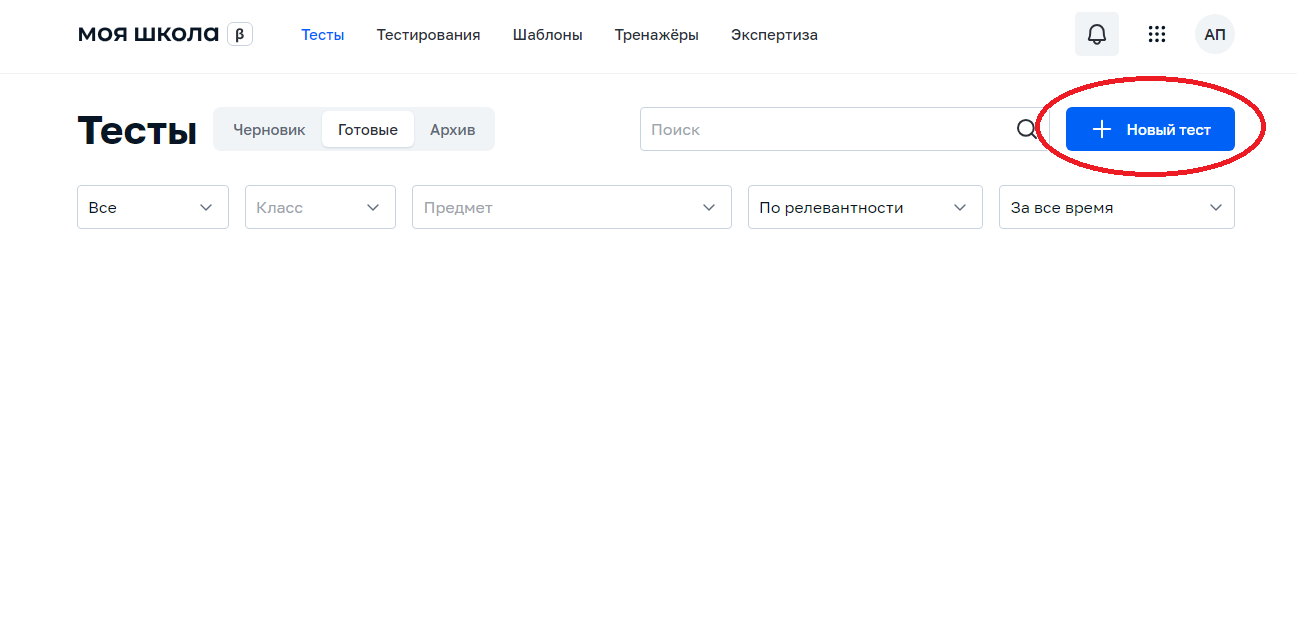 моя школа β Тесты Тестирования Шаблоны Тренажёры Экспертиза АП
Тесты Черновик Готовые Архив Поиск Новый тест
Все Класс Предмет По релевантности За все время